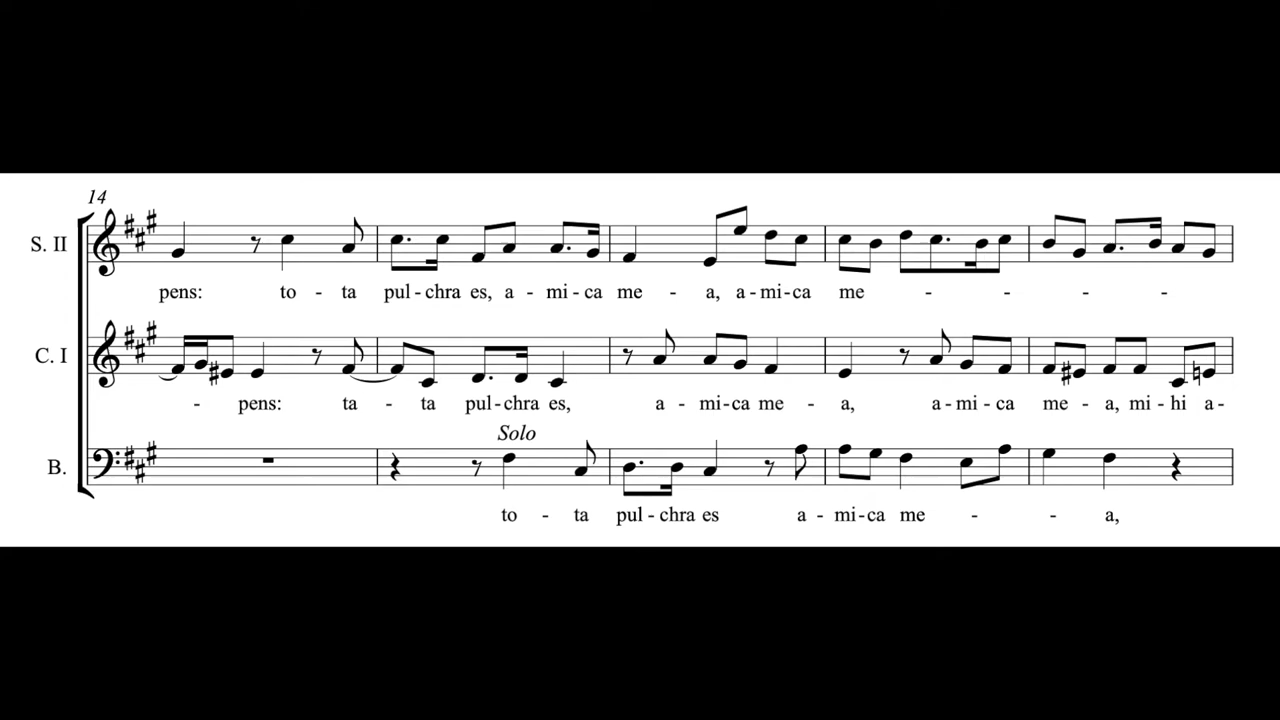 14
S. II
pens: to - ta pul - chra es, a - mi - ca me - a, a - mi - ca me - - - -
C. I
- pens: ta - ta pul - chra es, a - mi - ca me - a, a - mi - ca me - a, mi - hi a -
Solo
B.
to - ta pul - chra es a - mi - ca me - - a,